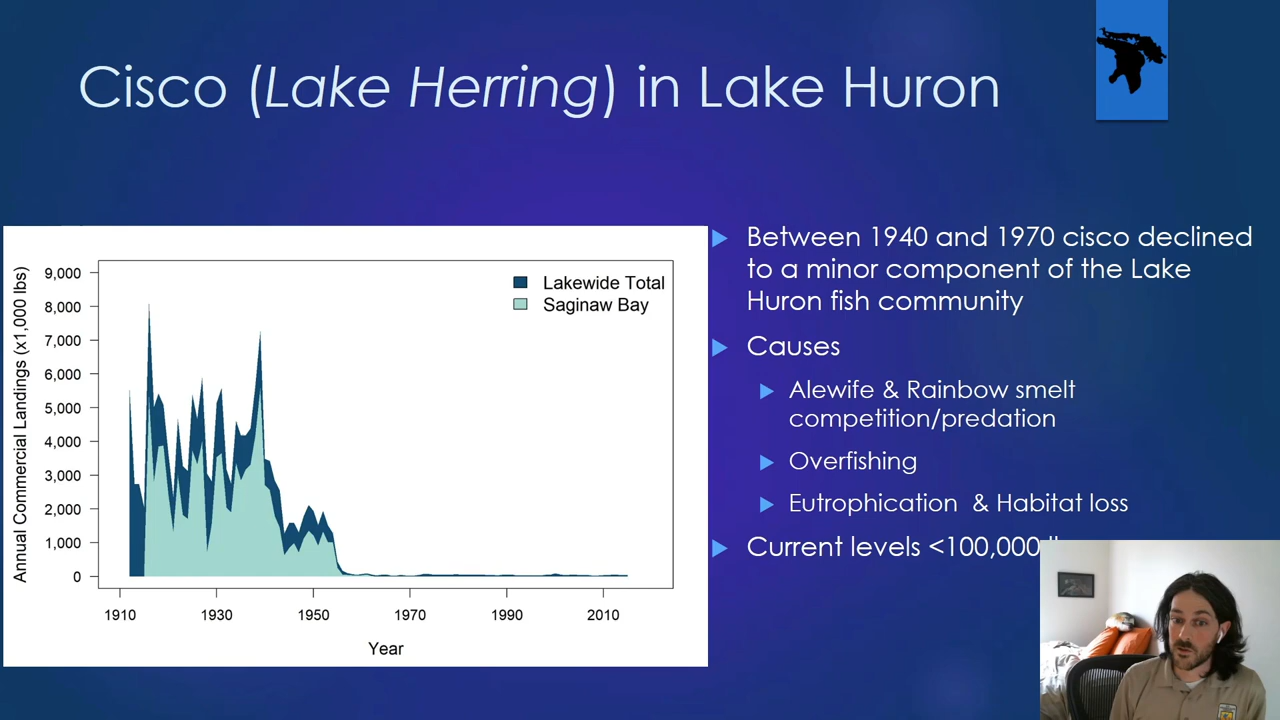 Cisco (Lake Herring) in Lake Huron
9,000
8,000
7,000
6,000
5,000
4,000
3,000
2,000
1,000
0
Annual Commercial Landings (x1,000 lbs)
Lakewide Total
Saginaw Bay
1910 1930 1950 1970 1990 2010
Year
Between 1940 and 1970 cisco declined
to a minor component of the Lake
Huron fish community
Causes
Alewife & Rainbow smelt
competition/predation
Overfishing
Eutrophication & Habitat loss
Current levels <100,000